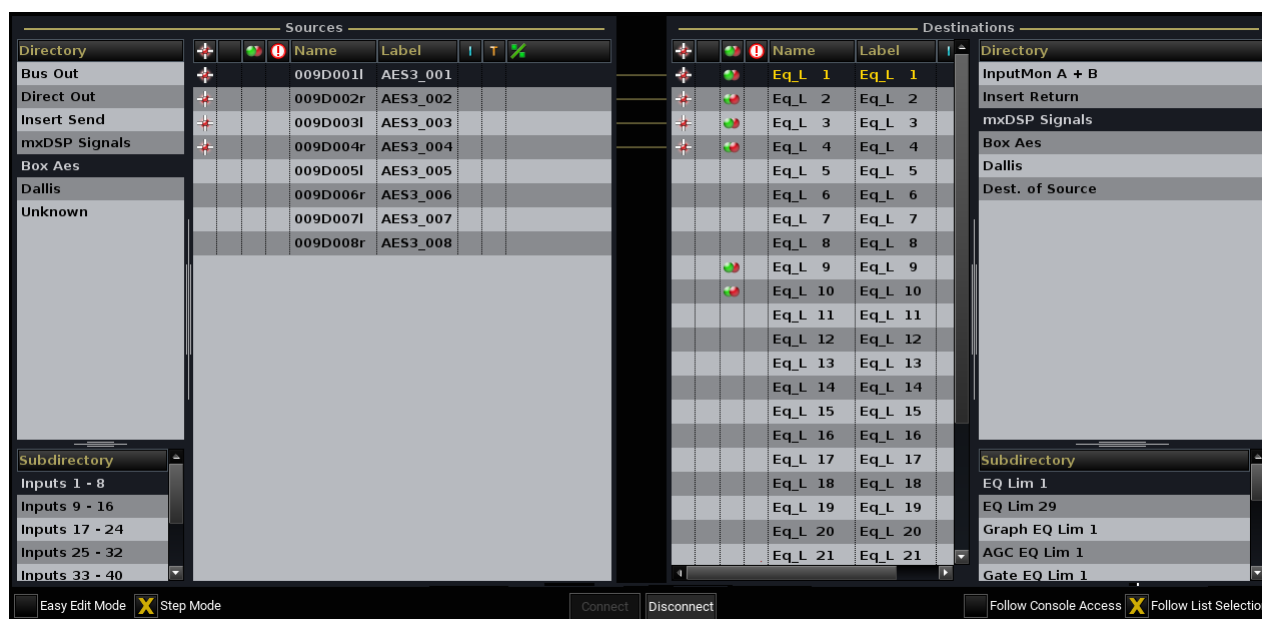 Sources
Destinations
Directory
Name Label I T
Name Label I
Directory
Bus Out
Direct Out
Insert Send
mxDSP Signals
Box Aes
Dallis
Unknown
009D001l AES3_001
009D002r AES3_002
009D003l AES3_003
009D004r AES3_004
009D005l AES3_005
009D006r AES3_006
009D007l AES3_007
009D008r AES3_008
Eq_L 1 Eq_L 1
Eq_L 2 Eq_L 2
Eq_L 3 Eq_L 3
Eq_L 4 Eq_L 4
Eq_L 5 Eq_L 5
Eq_L 6 Eq_L 6
Eq_L 7 Eq_L 7
Eq_L 8 Eq_L 8
Eq_L 9 Eq_L 9
Eq_L 10 Eq_L 10
Eq_L 11 Eq_L 11
Eq_L 12 Eq_L 12
Eq_L 13 Eq_L 13
Eq_L 14 Eq_L 14
Eq_L 15 Eq_L 15
Eq_L 16 Eq_L 16
Eq_L 17 Eq_L 17
Eq_L 18 Eq_L 18
Eq_L 19 Eq_L 19
Eq_L 20 Eq_L 20
Eq_L 21 Eq_L 21
InputMon A + B
Insert Return
mxDSP Signals
Box Aes
Dallis
Dest. of Source
Subdirectory
Inputs 1 - 8
Inputs 9 - 16
Inputs 17 - 24
Inputs 25 - 32
Inputs 33 - 40
Subdirectory
EQ Lim 1
EQ Lim 29
Graph EQ Lim 1
AGC EQ Lim 1
Gate EQ Lim 1
Easy Edit Mode X Step Mode
Connect Disconnect
Follow Console Access X Follow List Selectio